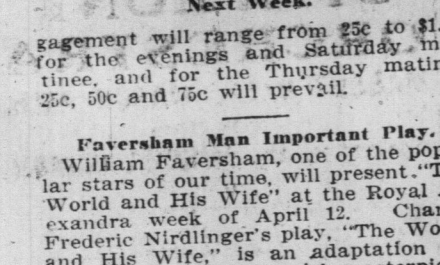 Next Week.
gagement will range from 25c to $1.
for the evenings and Saturday m
tinee, and for the Thursday matin
25c, 50c and 75c will prevail.
Faversham Man Important Play.
William Faversham, one of the pop
lar stars of our time, will present "T
World and His Wife" at the Royal
exandra week of April 12. Char
Frederic Nirdlinger's play, "The Wo
and His Wife," is an adaptation